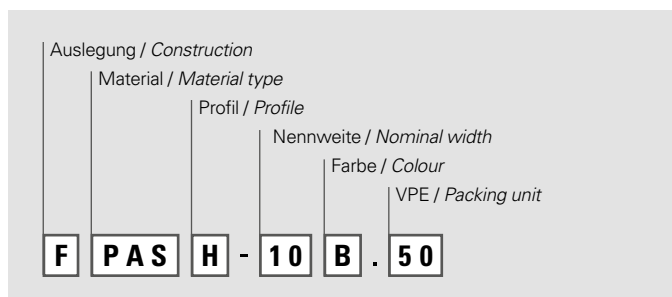 Auslegung / Construction
Material / Material type
Profil / Profile
Nennweite / Nominal width
Farbe / Colour
VPE / Packing unit
F PAS H - 10 B . 50